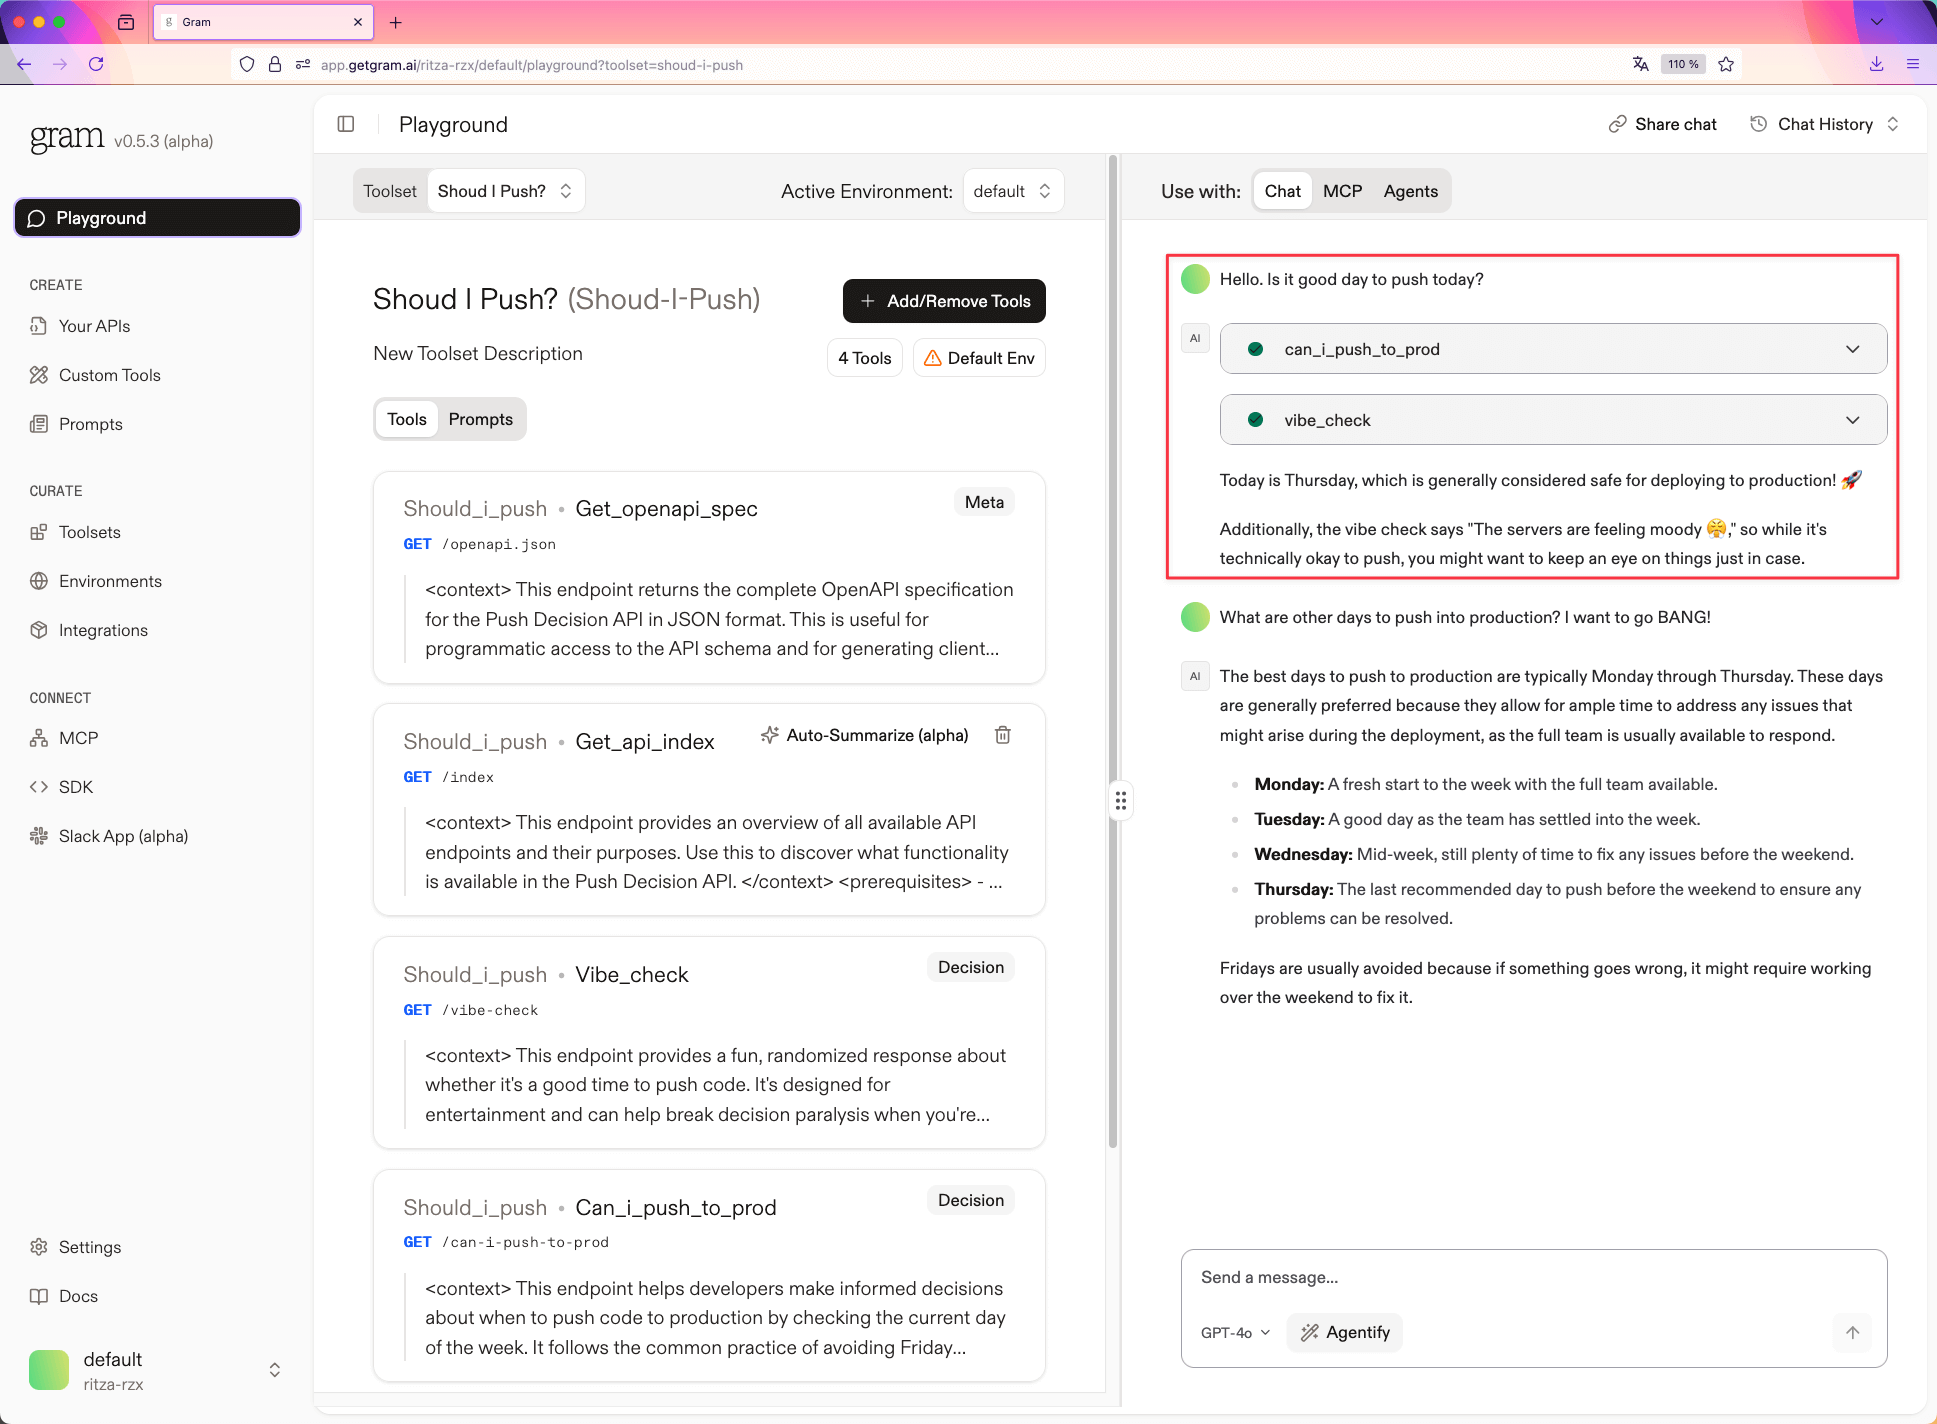 Gram
app.getgram.ai/ritza-rzx/default/playground?toolset=shoud-i-push
110 %
gram v0.5.3 (alpha)
Playground
CREATE
Your APIs
Custom Tools
Prompts
CURATE
Toolsets
Environments
Integrations
CONNECT
MCP
SDK
Slack App (alpha)
Settings
Docs
default
ritza-rzx
Playground
Share chat
Chat History
Toolset
Shoud I Push?
Active Environment:
default
Shoud I Push? (Shoud-I-Push)
Add/Remove Tools
New Toolset Description
4 Tools
Default Env
Tools
Prompts
Should_i_push • Get_openapi_spec
Meta
GET /openapi.json
<context> This endpoint returns the complete OpenAPI specification
for the Push Decision API in JSON format. This is useful for
programmatic access to the API schema and for generating client...
Should_i_push • Get_api_index
Auto-Summarize (alpha)
GET /index
<context> This endpoint provides an overview of all available API
endpoints and their purposes. Use this to discover what functionality
is available in the Push Decision API. </context> <prerequisites> - ...
Should_i_push • Vibe_check
Decision
GET /vibe-check
<context> This endpoint provides a fun, randomized response about
whether it's a good time to push code. It's designed for
entertainment and can help break decision paralysis when you're...
Should_i_push • Can_i_push_to_prod
Decision
GET /can-i-push-to-prod
<context> This endpoint helps developers make informed decisions
about when to push code to production by checking the current day
of the week. It follows the common practice of avoiding Friday...
Use with:
Chat
MCP
Agents
Hello. Is it good day to push today?
AI
can_i_push_to_prod
vibe_check
Today is Thursday, which is generally considered safe for deploying to production! 🚀
Additionally, the vibe check says "The servers are feeling moody 😤," so while it's
technically okay to push, you might want to keep an eye on things just in case.
What are other days to push into production? I want to go BANG!
AI
The best days to push to production are typically Monday through Thursday. These days
are generally preferred because they allow for ample time to address any issues that
might arise during the deployment, as the full team is usually available to respond.
• Monday: A fresh start to the week with the full team available.
• Tuesday: A good day as the team has settled into the week.
• Wednesday: Mid-week, still plenty of time to fix any issues before the weekend.
• Thursday: The last recommended day to push before the weekend to ensure any
problems can be resolved.
Fridays are usually avoided because if something goes wrong, it might require working
over the weekend to fix it.
Send a message...
GPT-4o
Agentify